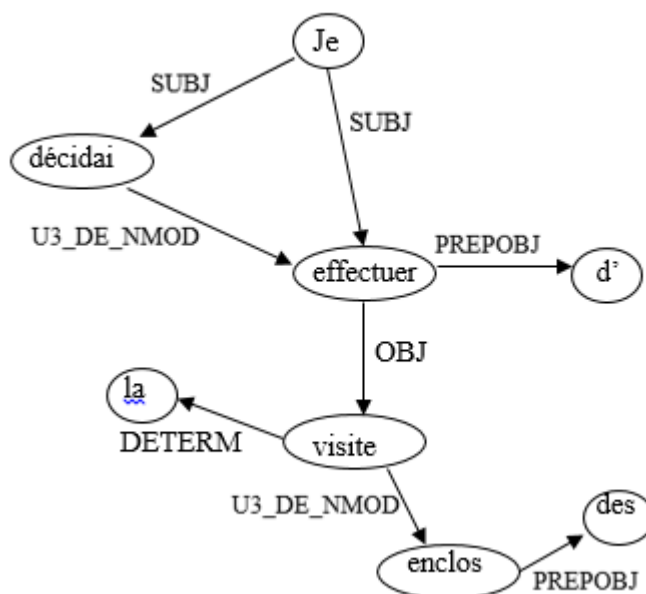 Je
SUBJ
SUBJ
décidai
U3_DE_NMOD
PREPOBJ
effectuer
d'
OBJ
la
DETERM
visite
U3_DE_NMOD
des
enclos
PREPOBJ